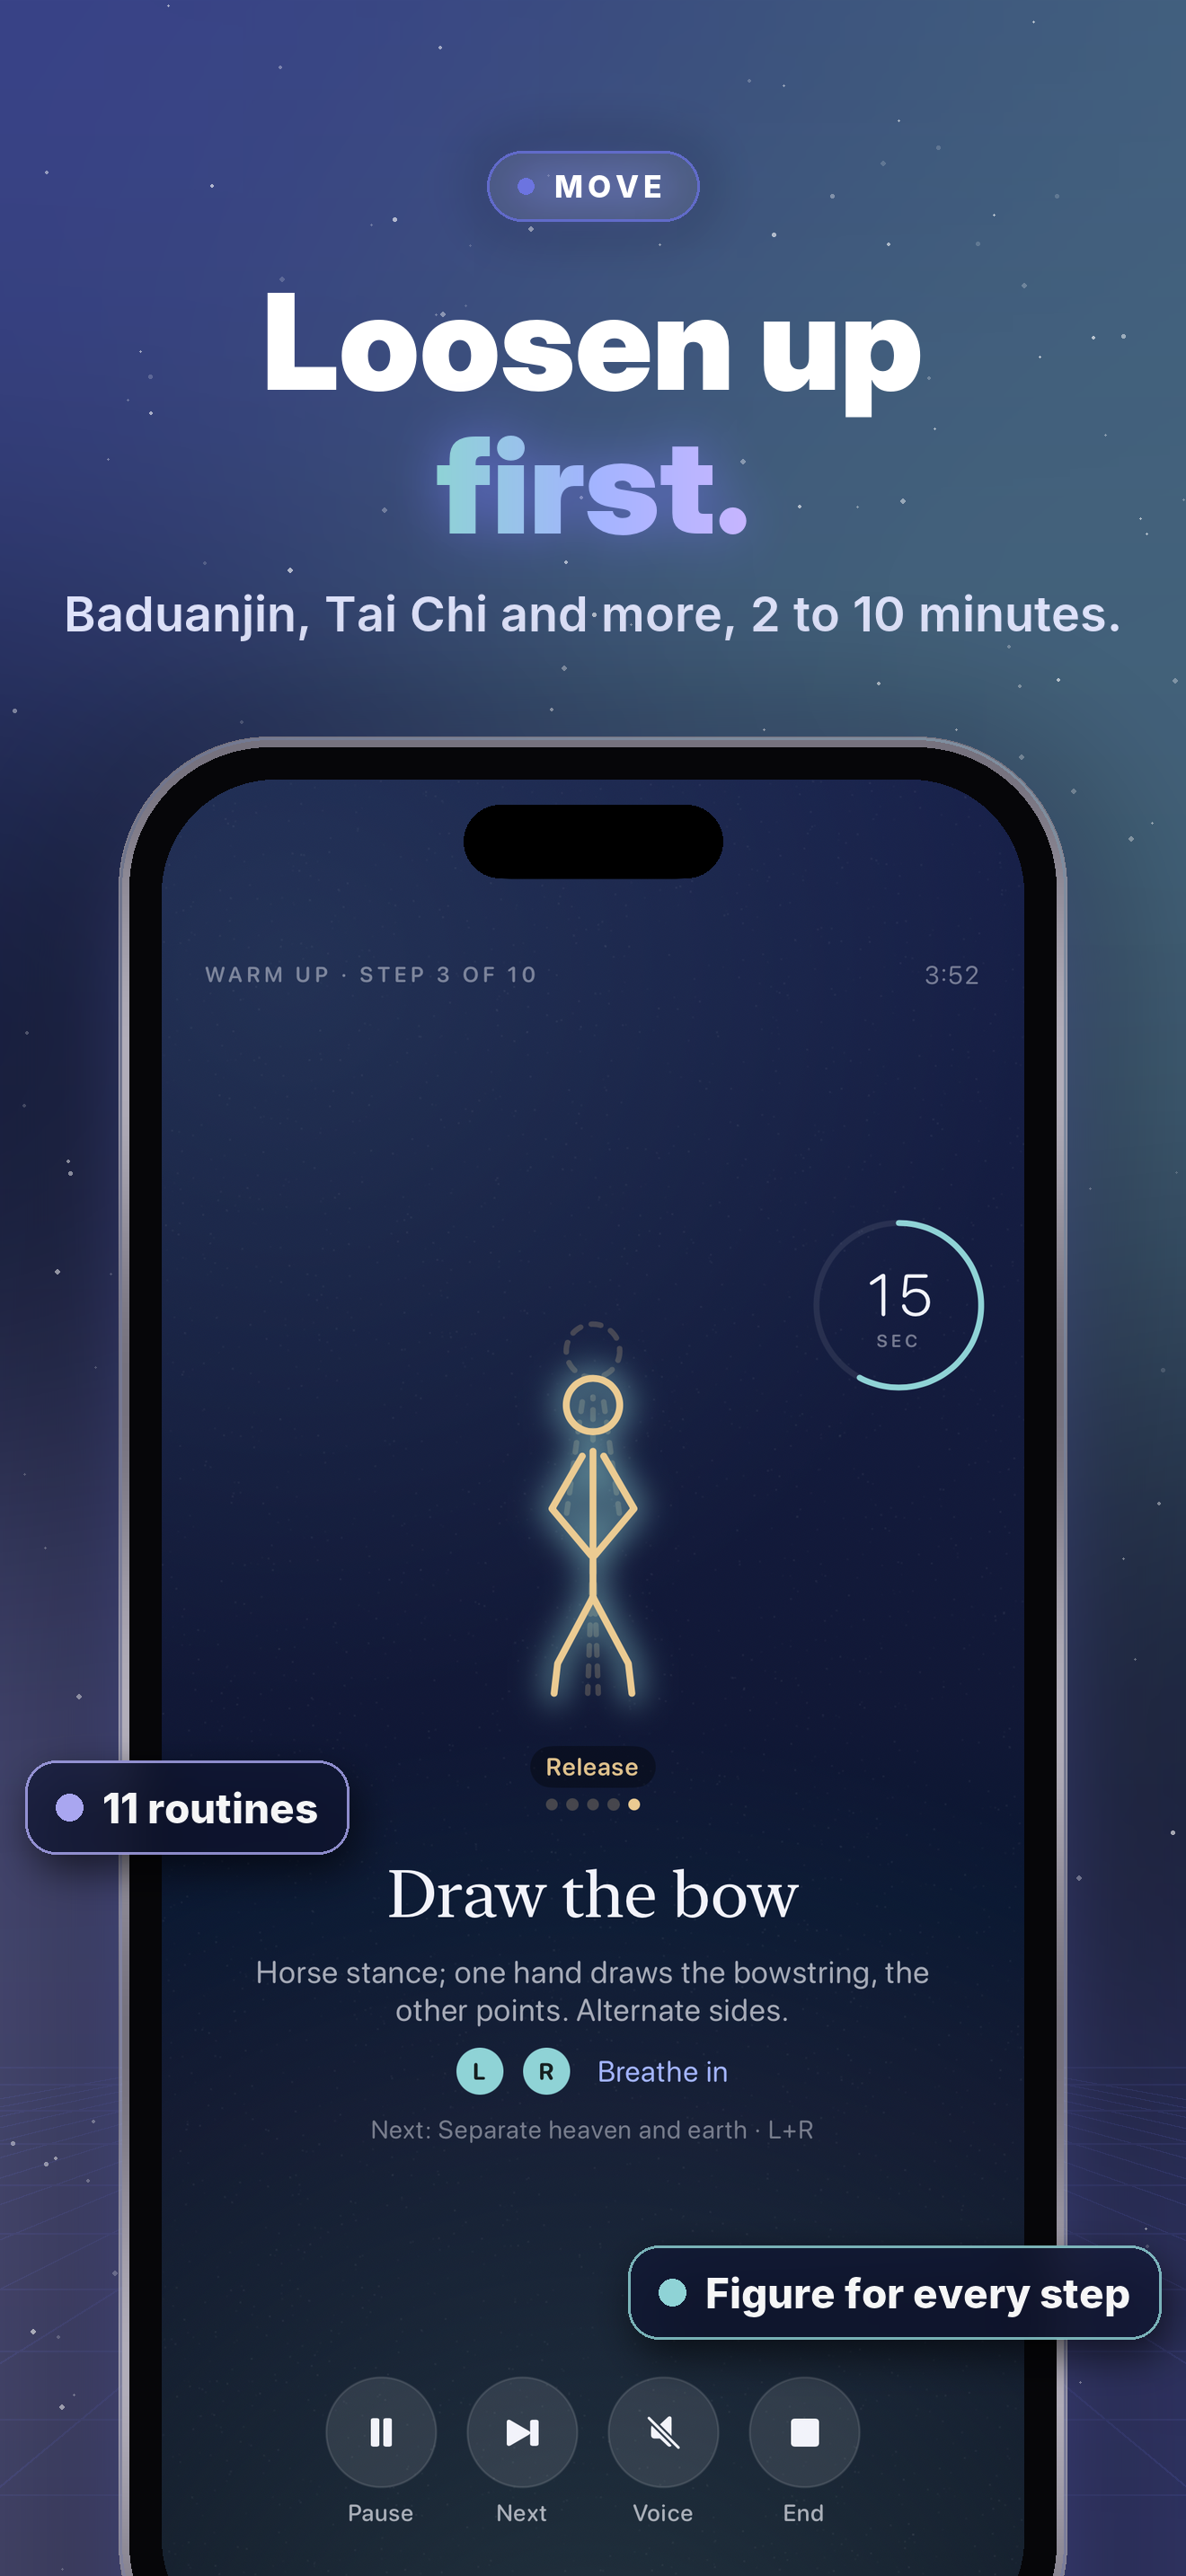 MOVE
Loosen up
first.
Baduanjin, Tai Chi and more, 2 to 10 minutes.
WARM UP · STEP 3 OF 10
3:52
15
SEC
Release
11 routines
Draw the bow
Horse stance; one hand draws the bowstring, the
other points. Alternate sides.
L R Breathe in
Next: Separate heaven and earth · L+R
Figure for every step
Pause Next Voice End